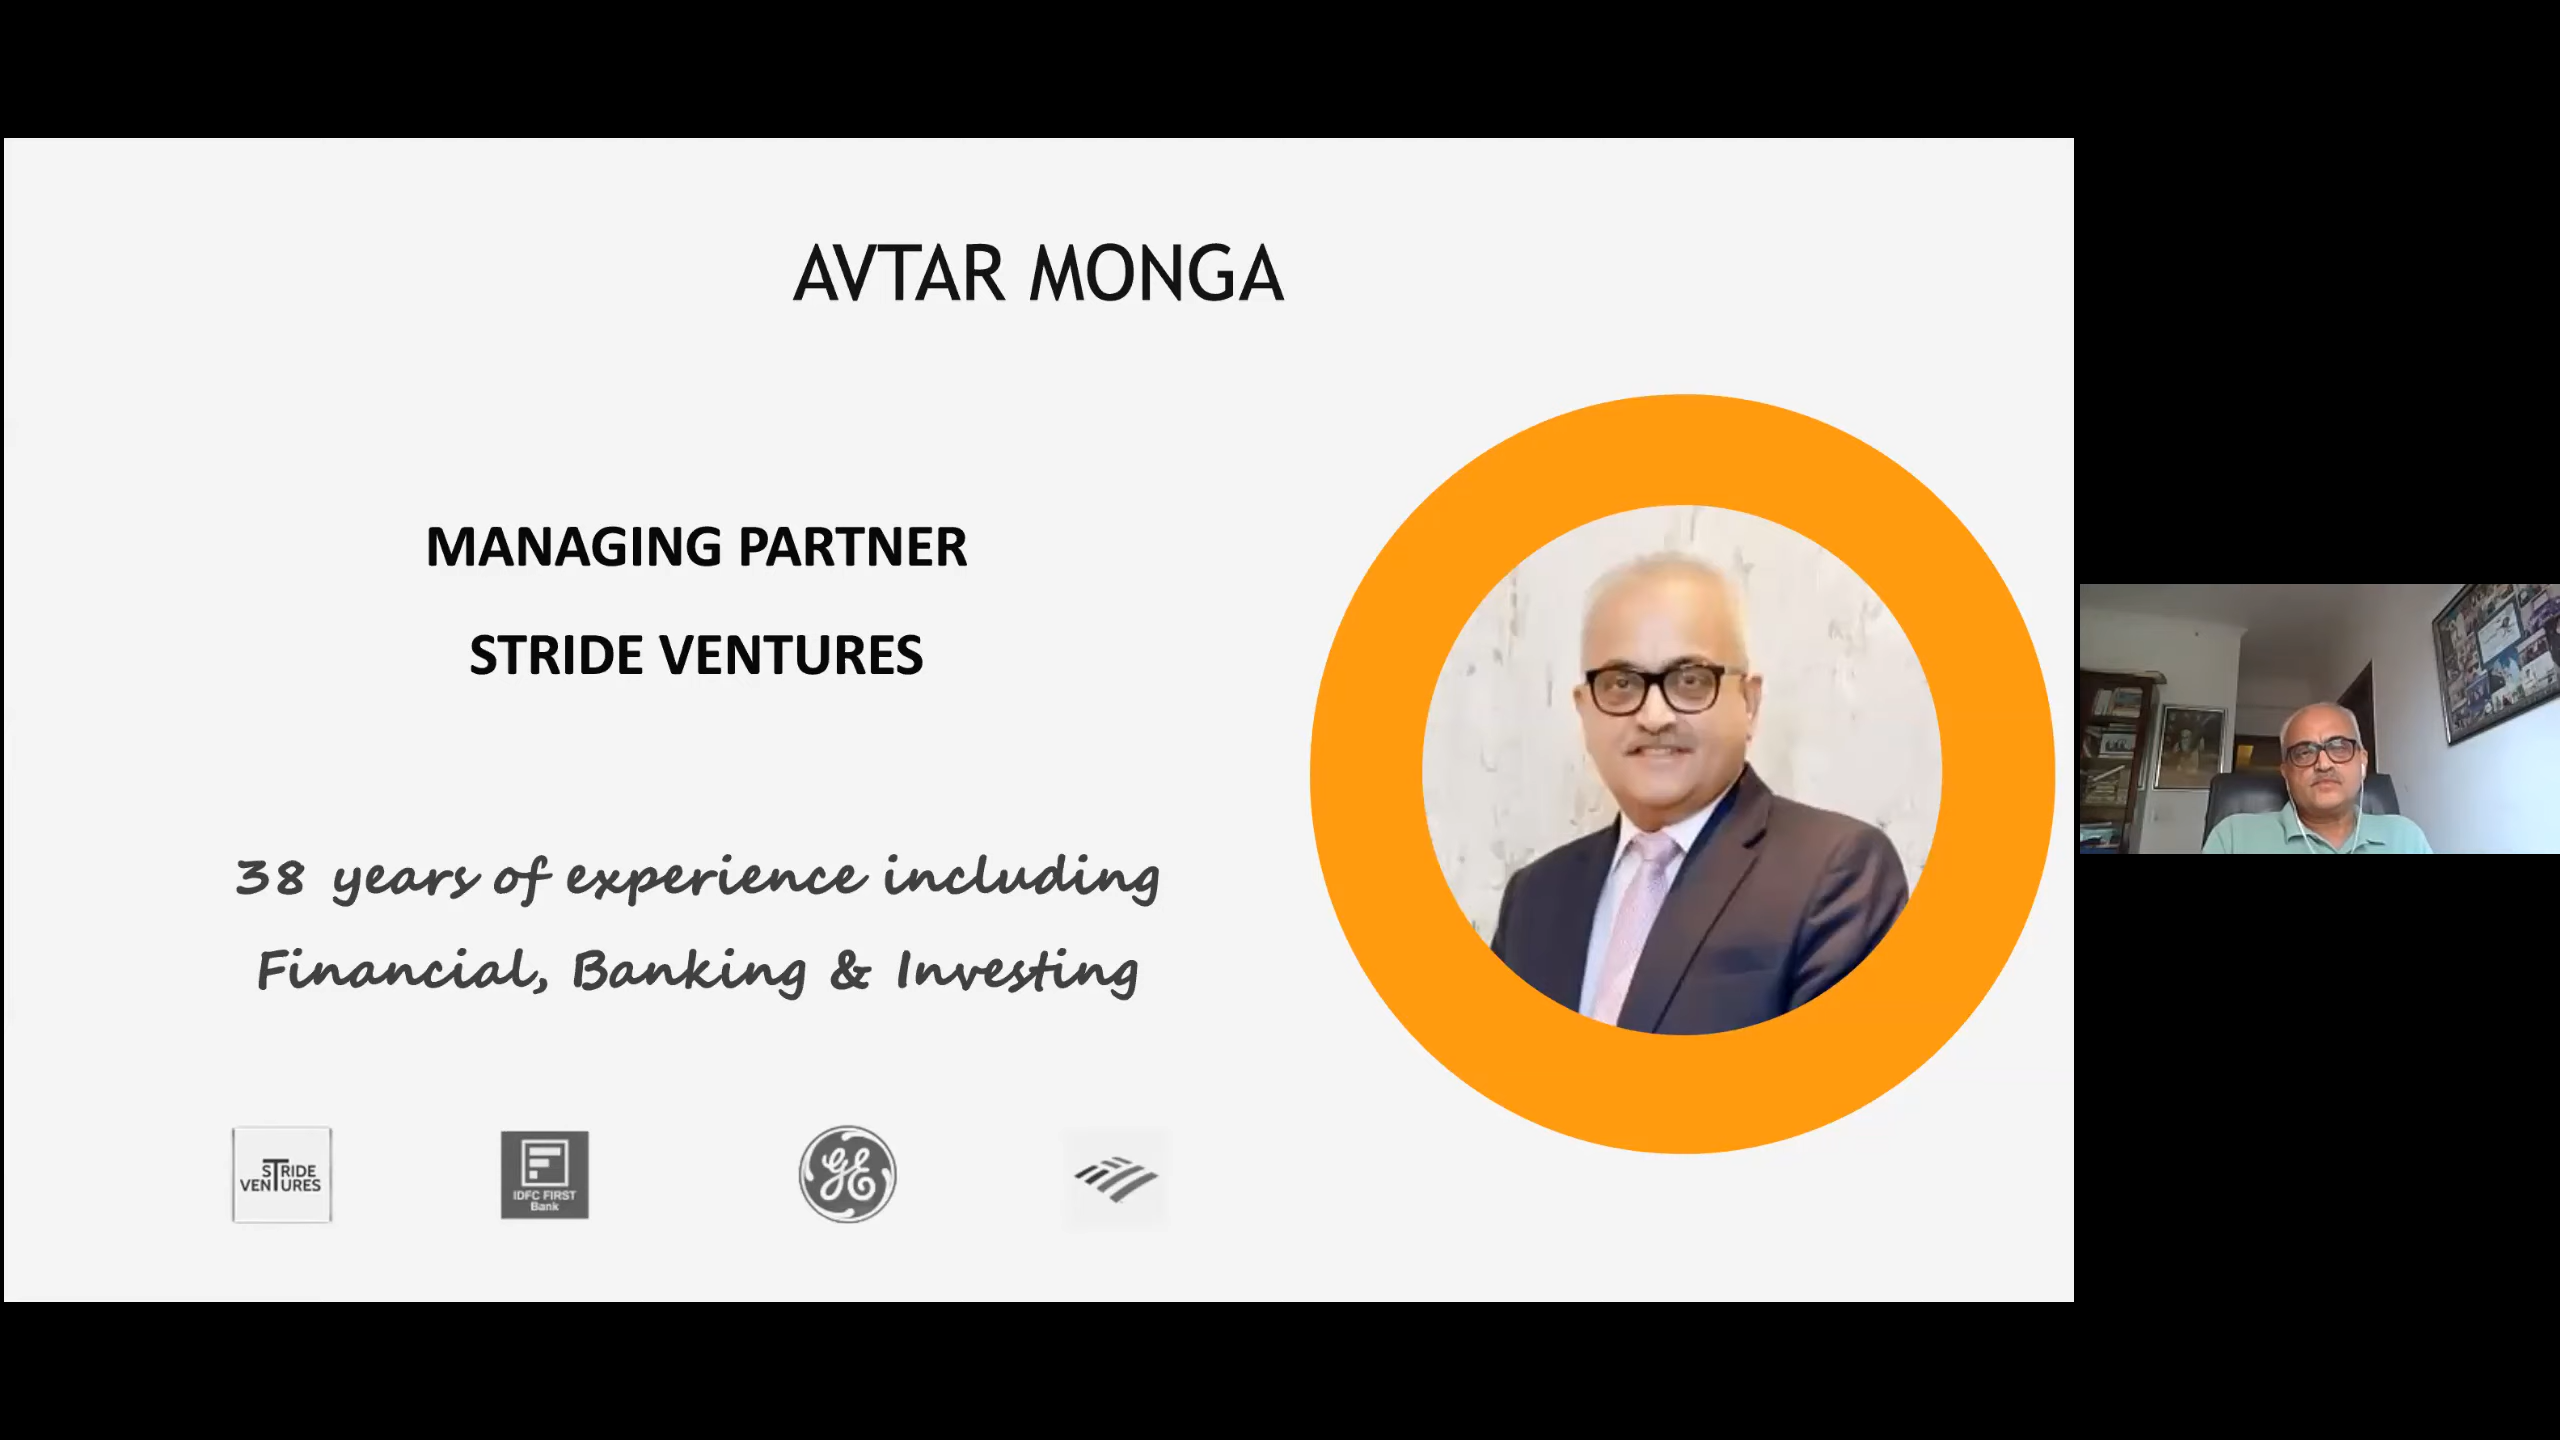 AVTAR MONGA
MANAGING PARTNER
STRIDE VENTURES
38 years of experience including
Financial, Banking & Investing
STRIDE
VENTURES
IDFC FIRST
Bank
GE